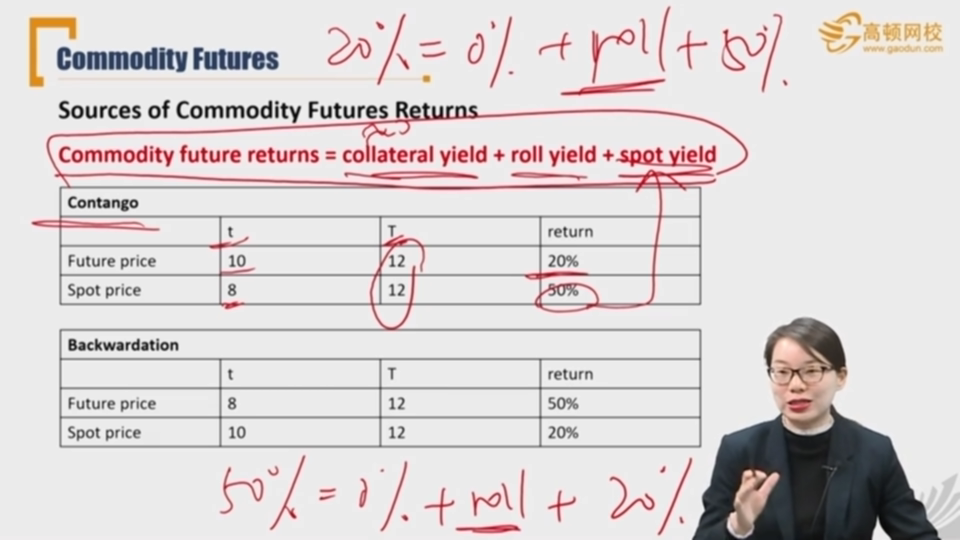 20% = 0% + roll + 50%
高顿网校
www.gaodun.com
Commodity Futures
Sources of Commodity Futures Returns
Commodity future returns = collateral yield + roll yield + spot yield
Contango
t T return
Future price 10 12 20%
Spot price 8 12 50%
Backwardation
t T return
Future price 8 12 50%
Spot price 10 12 20%
50% = 0% + roll + 20%